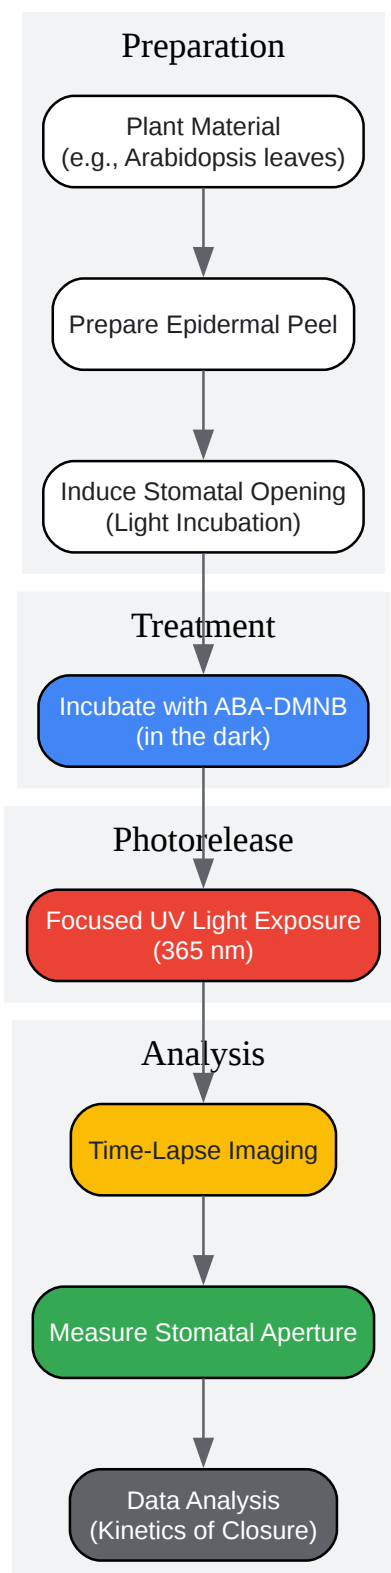 Preparation
Plant Material
(e.g., Arabidopsis leaves)
Prepare Epidermal Peel
Induce Stomatal Opening
(Light Incubation)
Treatment
Incubate with ABA-DMNB
(in the dark)
Photorelease
Focused UV Light Exposure
(365 nm)
Analysis
Time-Lapse Imaging
Measure Stomatal Aperture
Data Analysis
(Kinetics of Closure)